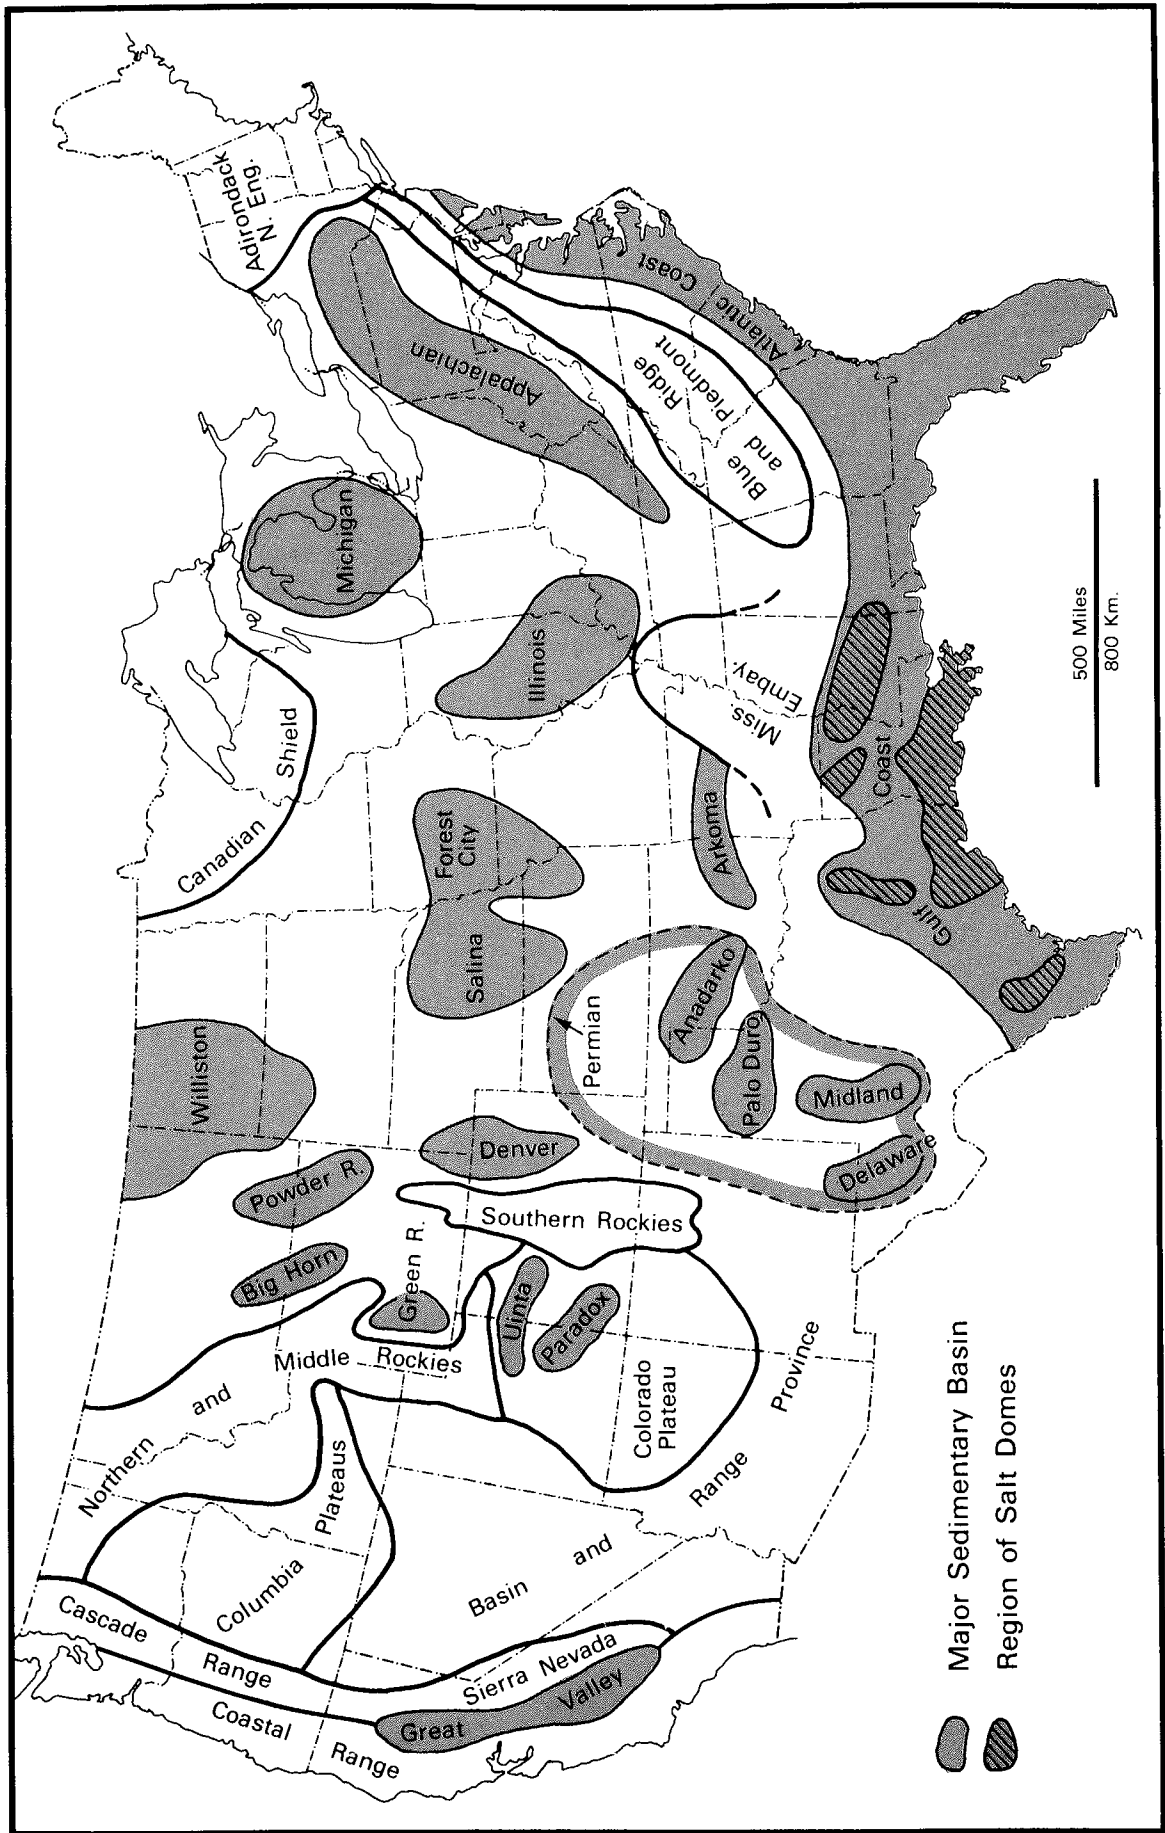 Cascade
Range
Coastal
Range
Northern
and
Middle
Rockies
Columbia
Plateaus
Sierra Nevada
Great
Valley
Basin
and
Range
Province
Colorado
Plateau
Big Horn
Powder R.
Green R.
Uinta
Paradox
Southern Rockies
Denver
Williston
Permian
Anadarko
Palo Duro
Midland
Delaware
Salina
Forest
City
Arkoma
Canadian
Shield
Michigan
Illinois
Miss.
Embay.
Appalachian
Adirondack
N. Eng.
Blue
Ridge
and
Piedmont
Atlantic
Coast
Gulf
Coast
Major Sedimentary Basin
Region of Salt Domes
500 Miles
800 Km.